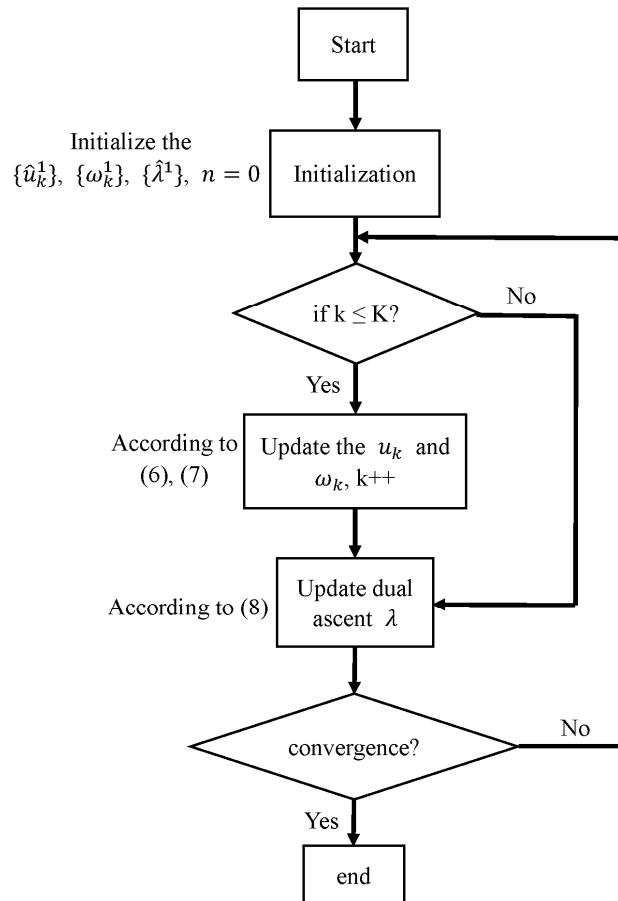 Start
Initialize the
{û_k^1}, {ω_k^1}, {λ̂^1}, n = 0
Initialization
if k ≤ K?
No
Yes
According to
(6), (7)
Update the u_k and
ω_k, k++
According to (8)
Update dual
ascent λ
convergence?
No
Yes
end